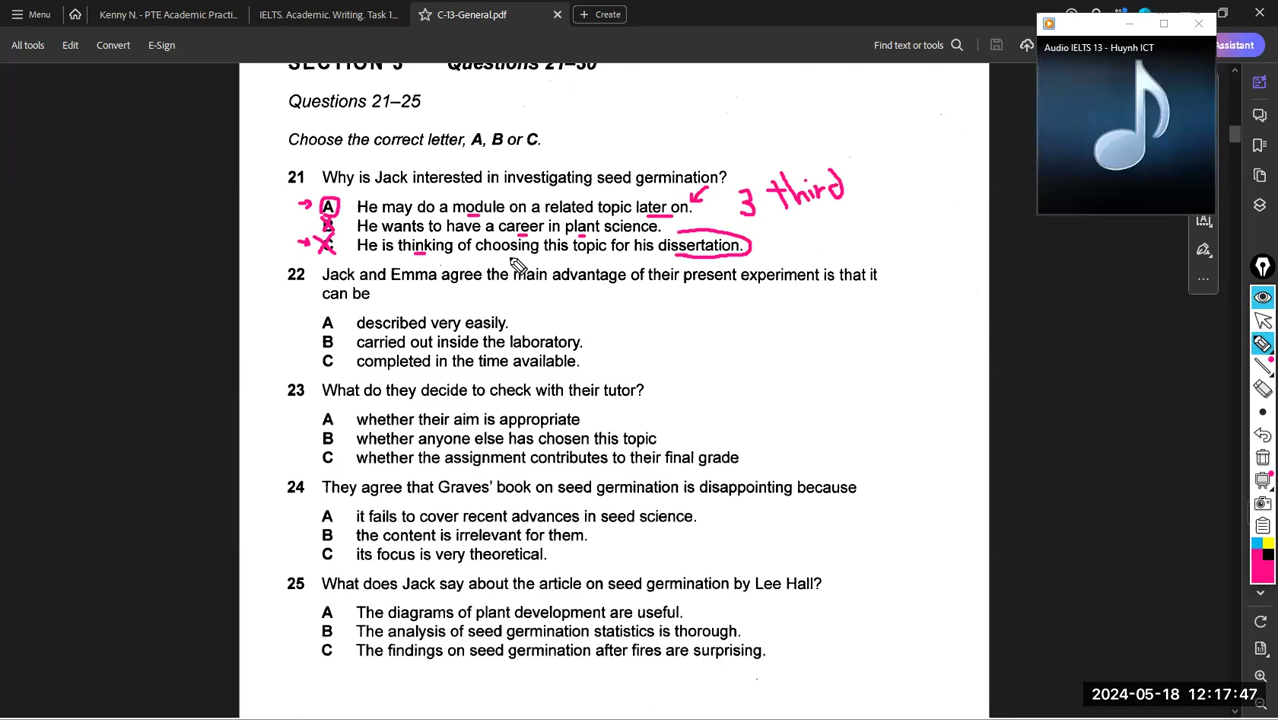 Menu
Kenny N. - PTE Academic Practi...
IELTS. Academic. Writing. Task 1...
C-13-General.pdf
Create
All tools
Edit
Convert
E-Sign
Find text or tools
Assistant
Audio IELTS 13 - Huynh ICT
SECTION 3 Questions 21–30
Questions 21–25
Choose the correct letter, A, B or C.
21 Why is Jack interested in investigating seed germination?
A He may do a module on a related topic later on.
3 third
B He wants to have a career in plant science.
C He is thinking of choosing this topic for his dissertation.
22 Jack and Emma agree the main advantage of their present experiment is that it
can be
A described very easily.
B carried out inside the laboratory.
C completed in the time available.
23 What do they decide to check with their tutor?
A whether their aim is appropriate
B whether anyone else has chosen this topic
C whether the assignment contributes to their final grade
24 They agree that Graves' book on seed germination is disappointing because
A it fails to cover recent advances in seed science.
B the content is irrelevant for them.
C its focus is very theoretical.
25 What does Jack say about the article on seed germination by Lee Hall?
A The diagrams of plant development are useful.
B The analysis of seed germination statistics is thorough.
C The findings on seed germination after fires are surprising.
2024-05-18 12:17:47